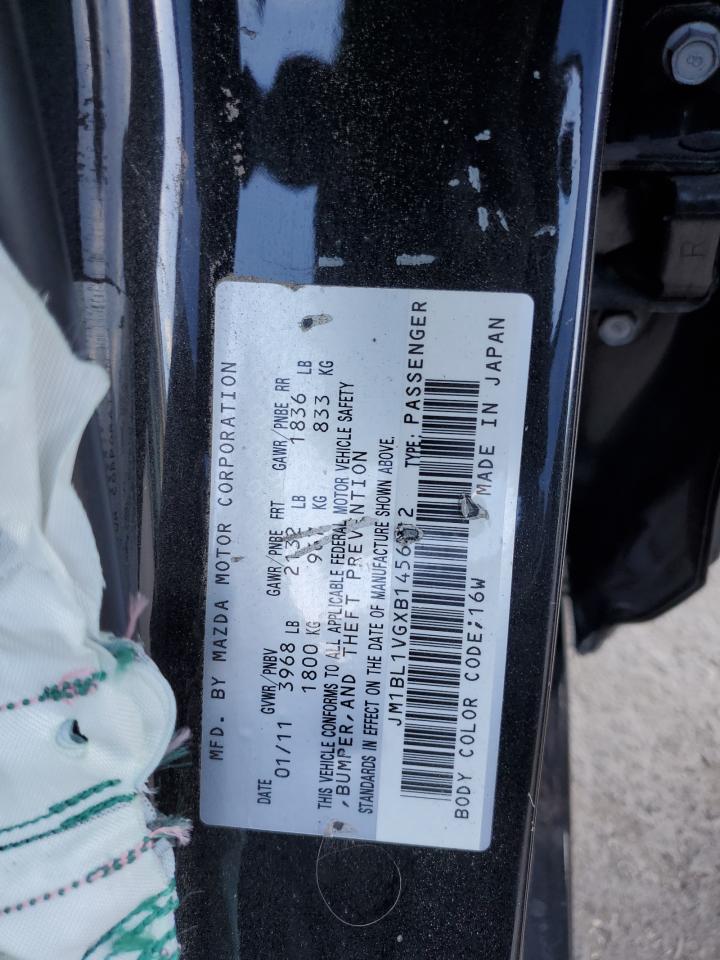 MFD. BY MAZDA MOTOR CORPORATION
DATE GVWR/PNBV GAWR/PNBE FRT GAWR/PNBE RR
01/11 3968 LB LB 1836 LB
1800 KG KG 833 KG
THIS VEHICLE CONFORMS TO ALL APPLICABLE FEDERAL MOTOR VEHICLE SAFETY
,BUMPER,AND THEFT PREVENTION
STANDARDS IN EFFECT ON THE DATE OF MANUFACTURE SHOWN ABOVE.
TYPE: PASSENGER
BODY COLOR CODE;16W MADE IN JAPAN
R
8